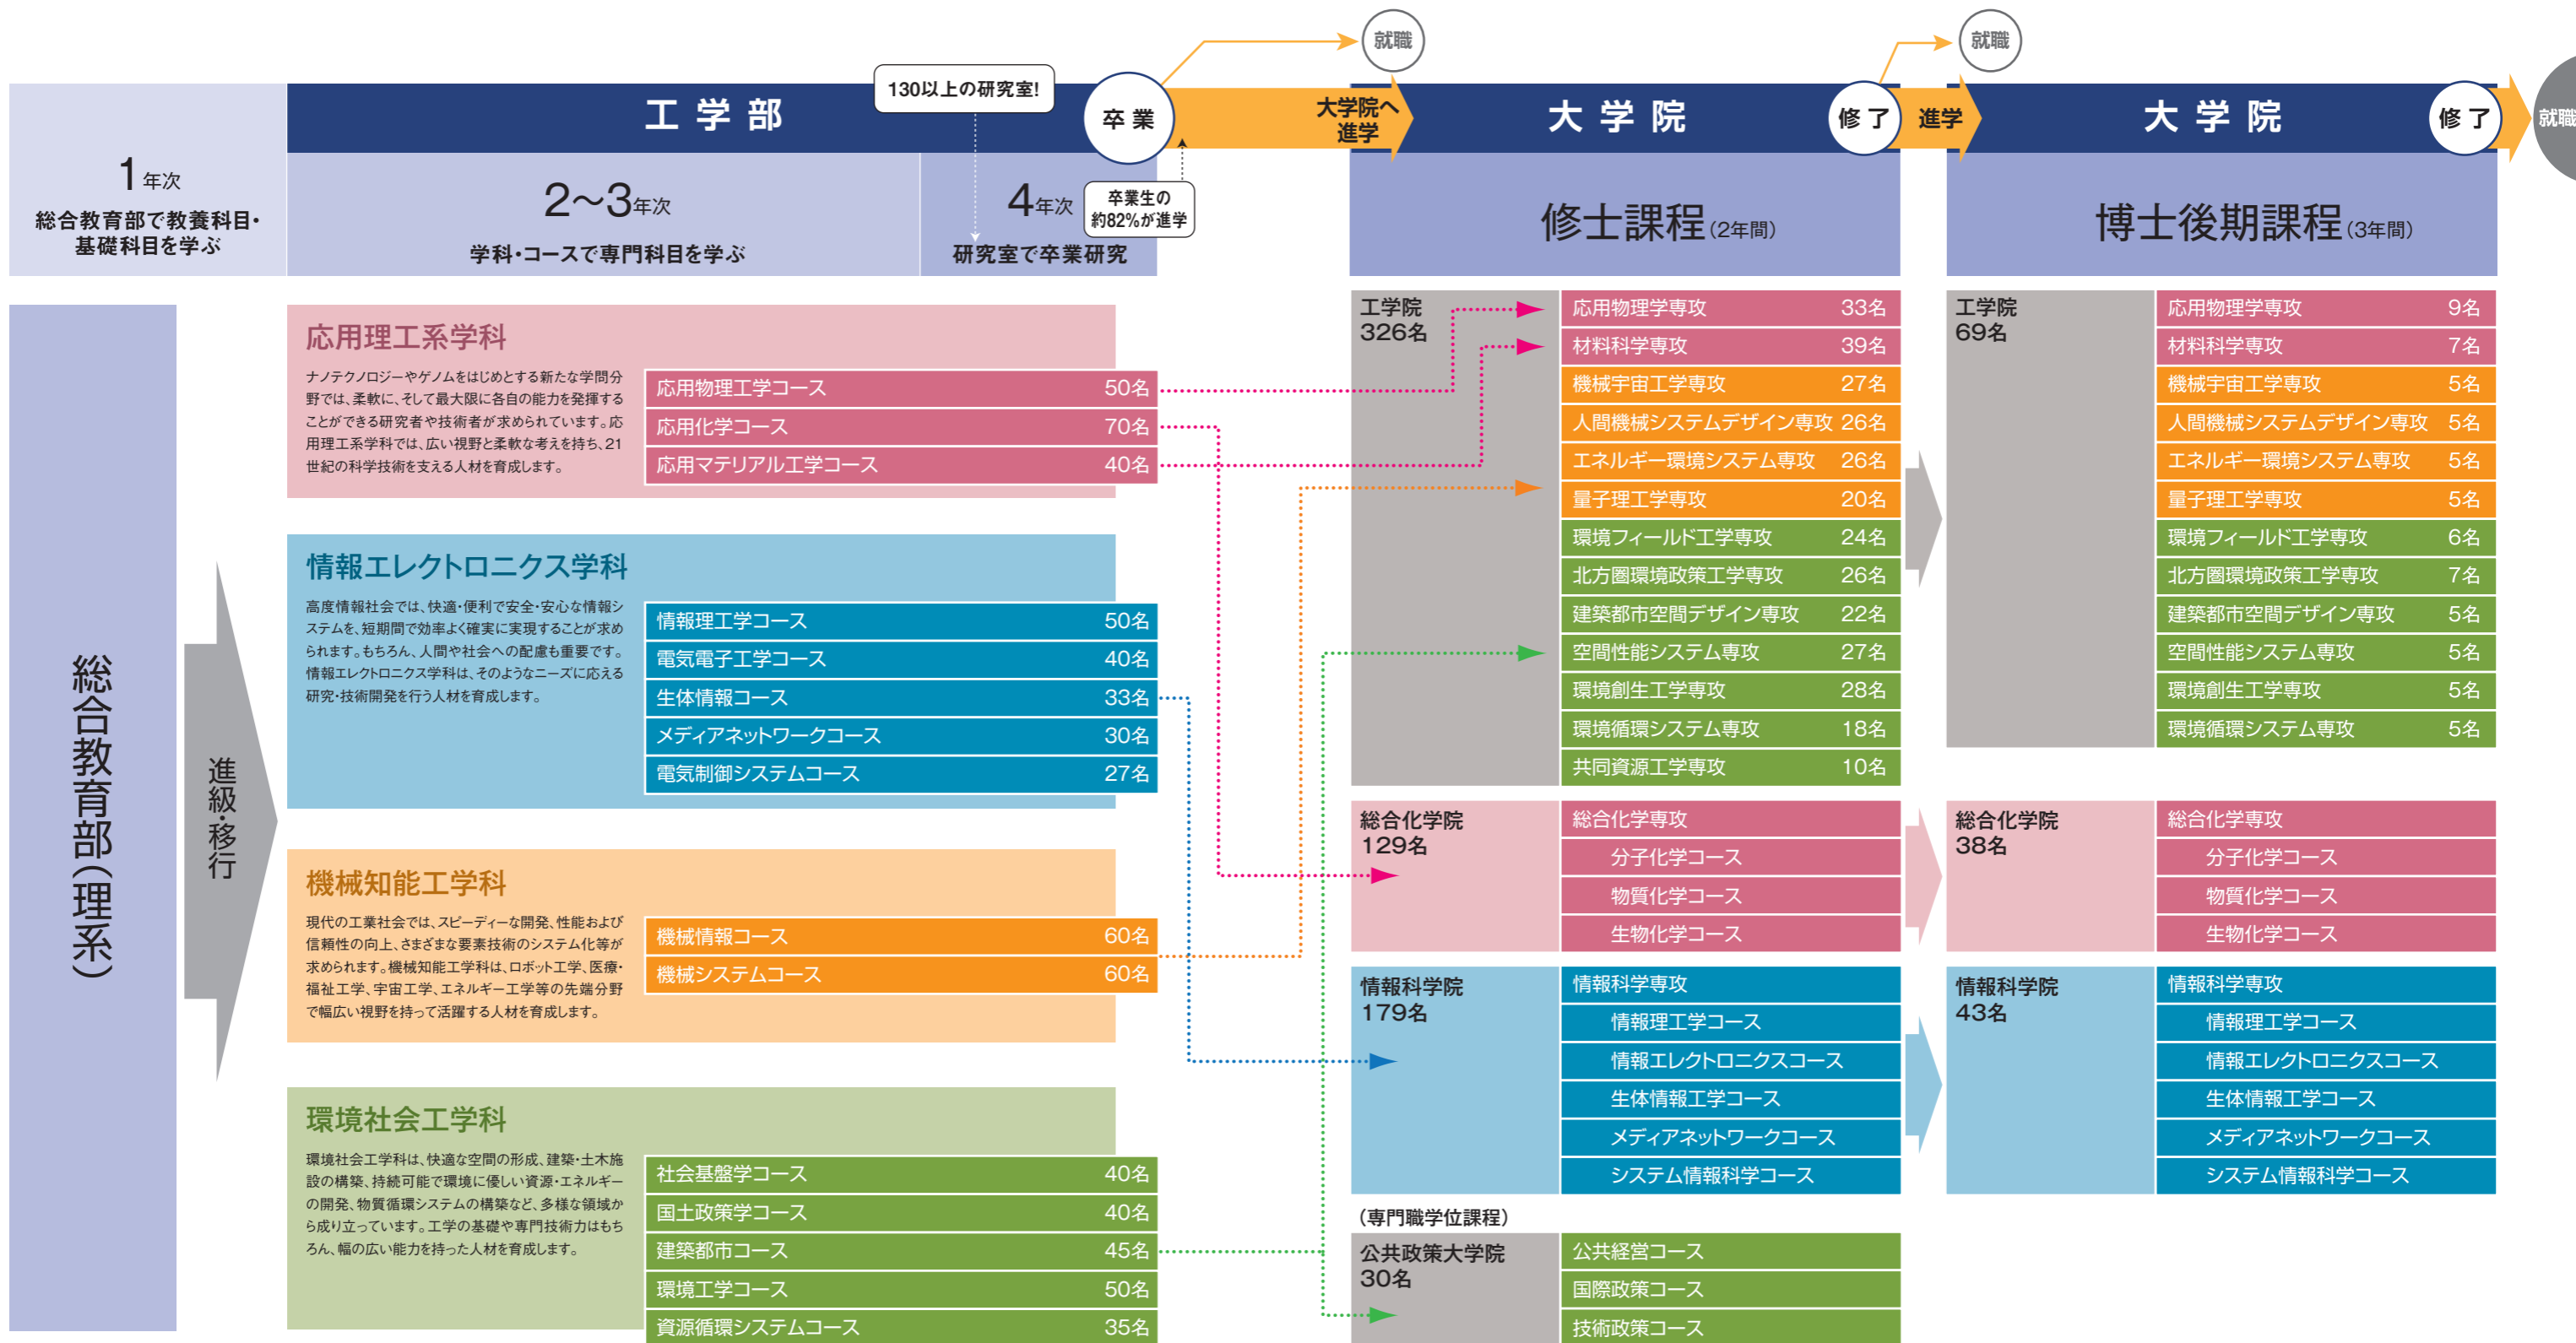 就職
就職
130以上の研究室!
工学部
卒業
大学院へ
進学
大学院
修了
進学
大学院
修了
就職
1年次
総合教育部で教養科目・
基礎科目を学ぶ
2〜3年次
学科・コースで専門科目を学ぶ
4年次
研究室で卒業研究
卒業生の
約82%が進学
修士課程(2年間)
博士後期課程(3年間)
総合教育部(理系)
進級・移行
応用理工系学科
ナノテクノロジーやゲノムをはじめとする新たな学問分
野では、柔軟に、そして最大限に各自の能力を発揮する
ことができる研究者や技術者が求められています。応
用理工系学科では、広い視野と柔軟な考えを持ち、21
世紀の科学技術を支える人材を育成します。
応用物理工学コース 50名
応用化学コース 70名
応用マテリアル工学コース 40名
情報エレクトロニクス学科
高度情報社会では、快適・便利で安全・安心な情報シ
ステムを、短期間で効率よく確実に実現することが求め
られます。もちろん、人間や社会への配慮も重要です。
情報エレクトロニクス学科は、そのようなニーズに応える
研究・技術開発を行う人材を育成します。
情報理工学コース 50名
電気電子工学コース 40名
生体情報コース 33名
メディアネットワークコース 30名
電気制御システムコース 27名
機械知能工学科
現代の工業社会では、スピーディーな開発、性能および
信頼性の向上、さまざまな要素技術のシステム化等が
求められます。機械知能工学科は、ロボット工学、医療・
福祉工学、宇宙工学、エネルギー工学等の先端分野
で幅広い視野を持って活躍する人材を育成します。
機械情報コース 60名
機械システムコース 60名
環境社会工学科
環境社会工学科は、快適な空間の形成、建築・土木施
設の構築、持続可能で環境に優しい資源・エネルギー
の開発、物質循環システムの構築など、多様な領域か
ら成り立っています。工学の基礎や専門技術力はもち
ろん、幅の広い能力を持った人材を育成します。
社会基盤学コース 40名
国土政策学コース 40名
建築都市コース 45名
環境工学コース 50名
資源循環システムコース 35名
工学院
326名
応用物理学専攻 33名
材料科学専攻 39名
機械宇宙工学専攻 27名
人間機械システムデザイン専攻 26名
エネルギー環境システム専攻 26名
量子理工学専攻 20名
環境フィールド工学専攻 24名
北方圏環境政策工学専攻 26名
建築都市空間デザイン専攻 22名
空間性能システム専攻 27名
環境創生工学専攻 28名
環境循環システム専攻 18名
共同資源工学専攻 10名
総合化学院
129名
総合化学専攻
分子化学コース
物質化学コース
生物化学コース
情報科学院
179名
情報科学専攻
情報理工学コース
情報エレクトロニクスコース
生体情報工学コース
メディアネットワークコース
システム情報科学コース
(専門職学位課程)
公共政策大学院
30名
公共経営コース
国際政策コース
技術政策コース
工学院
69名
応用物理学専攻 9名
材料科学専攻 7名
機械宇宙工学専攻 5名
人間機械システムデザイン専攻 5名
エネルギー環境システム専攻 5名
量子理工学専攻 5名
環境フィールド工学専攻 6名
北方圏環境政策工学専攻 7名
建築都市空間デザイン専攻 5名
空間性能システム専攻 5名
環境創生工学専攻 5名
環境循環システム専攻 5名
総合化学院
38名
総合化学専攻
分子化学コース
物質化学コース
生物化学コース
情報科学院
43名
情報科学専攻
情報理工学コース
情報エレクトロニクスコース
生体情報工学コース
メディアネットワークコース
システム情報科学コース